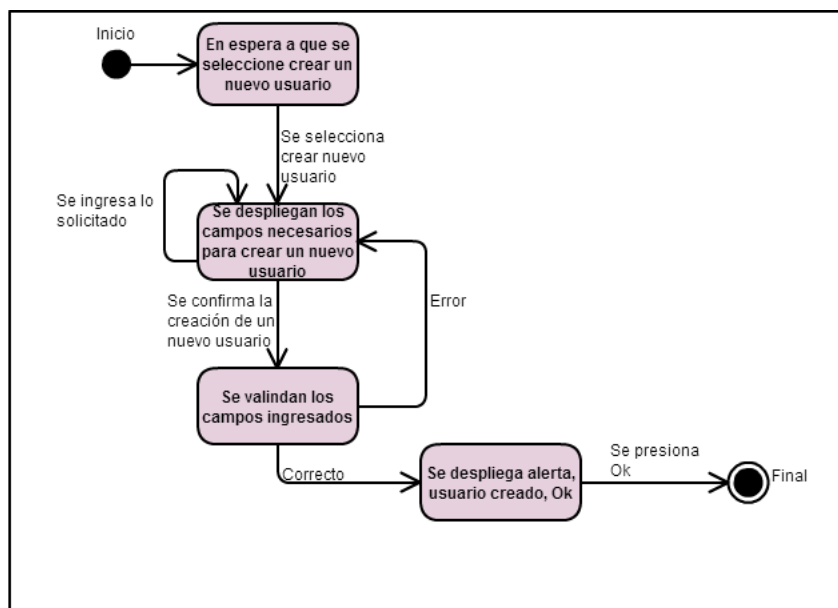 Inicio
En espera a que se
seleccione crear un
nuevo usuario
Se selecciona
crear nuevo
usuario
Se ingresa lo
solicitado
Se despliegan los
campos necesarios
para crear un nuevo
usuario
Se confirma la
creación de un
nuevo usuario
Error
Se valindan los
campos ingresados
Correcto
Se despliega alerta,
usuario creado, Ok
Se presiona
Ok
Final